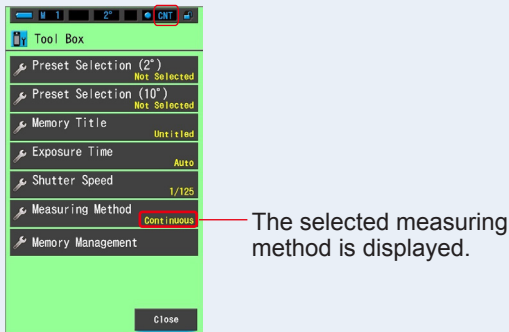 M 1 2° CNT
Tool Box
Preset Selection (2°)
Not Selected
Preset Selection (10°)
Not Selected
Memory Title
Untitled
Exposure Time
Auto
Shutter Speed
1/125
Measuring Method
Continuous
Memory Management
Close
The selected measuring
method is displayed.